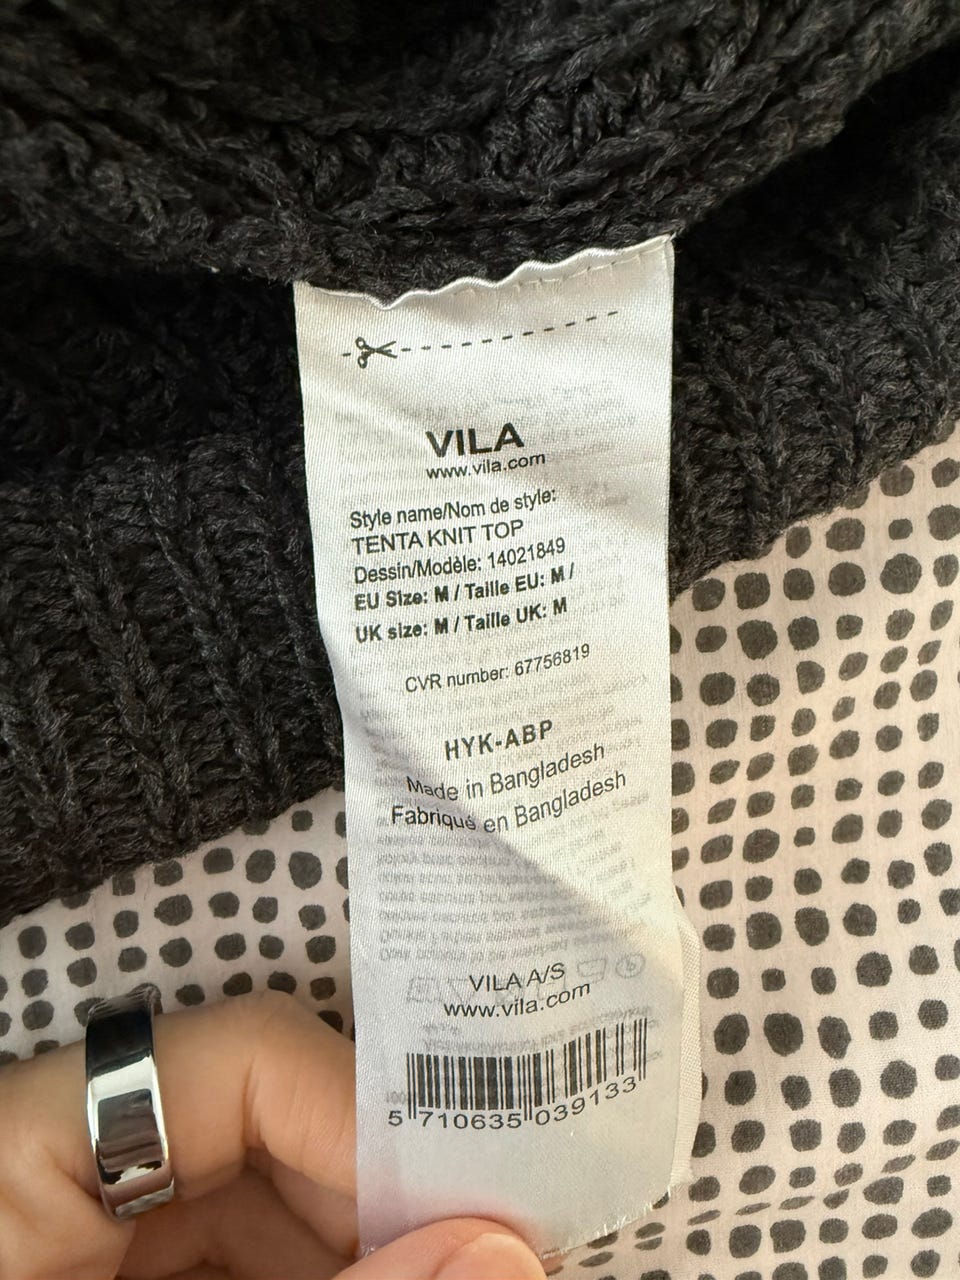 VILA
www.vila.com
Style name/Nom de style:
TENTA KNIT TOP
Dessin/Modèle: 14021849
EU Size: M / Taille EU: M /
UK size: M / Taille UK: M
CVR number: 67756819
HYK-ABP
Made in Bangladesh
Fabriqué en Bangladesh
VILA A/S
www.vila.com
5 710635 039133